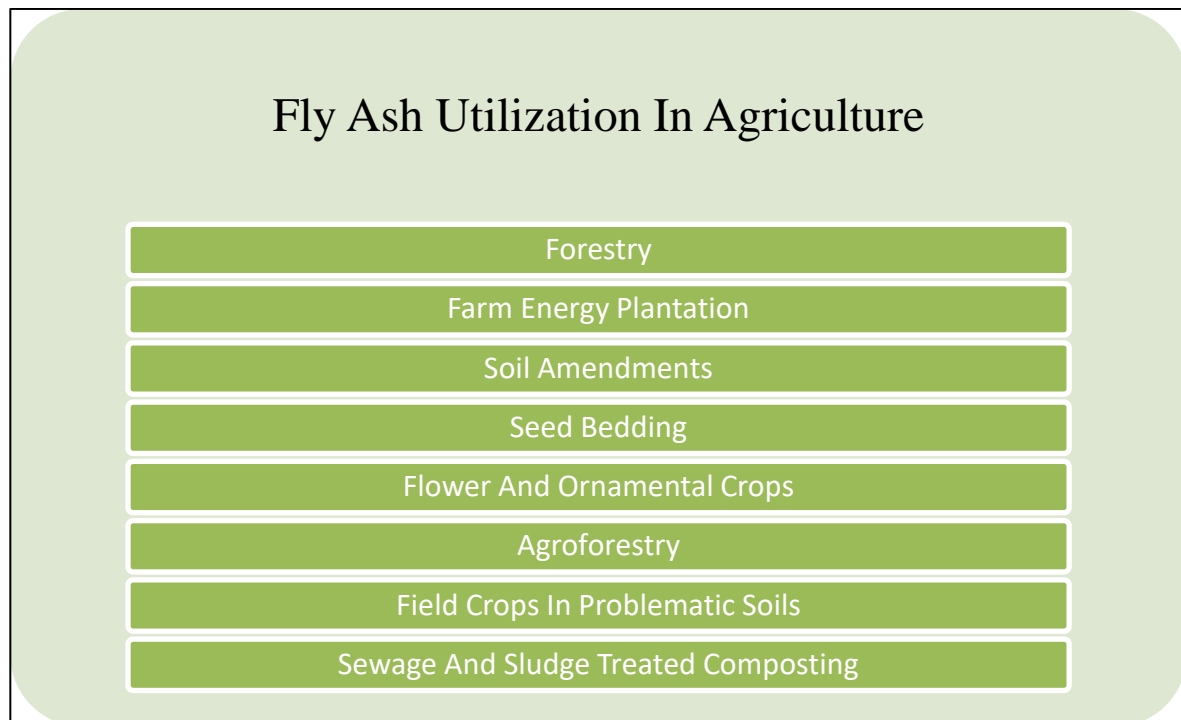 Fly Ash Utilization In Agriculture
Forestry
Farm Energy Plantation
Soil Amendments
Seed Bedding
Flower And Ornamental Crops
Agroforestry
Field Crops In Problematic Soils
Sewage And Sludge Treated Composting